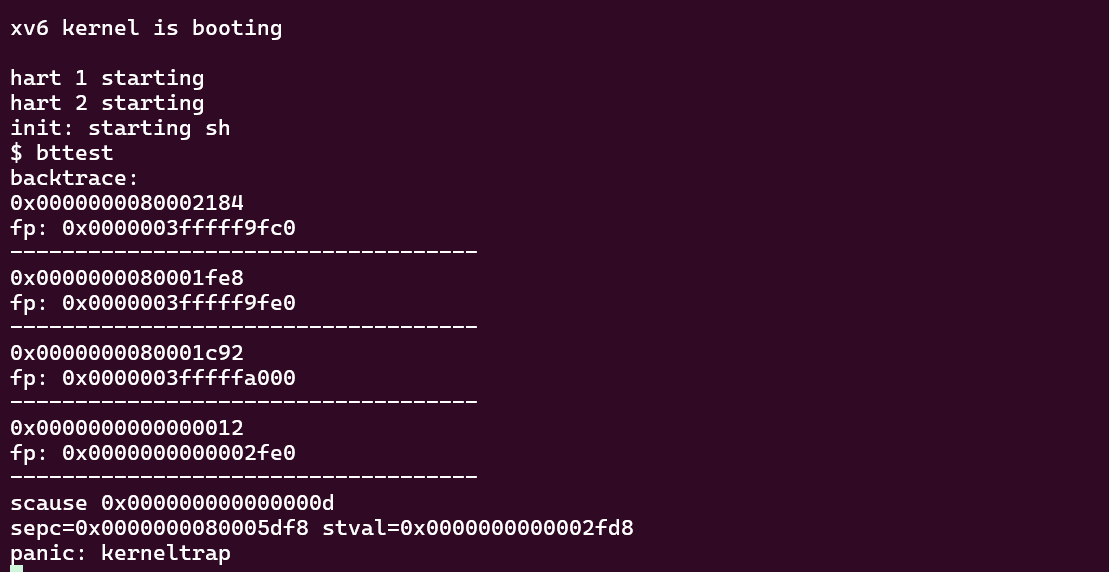 xv6 kernel is booting

hart 1 starting
hart 2 starting
init: starting sh
$ bttest
backtrace:
0x0000000080002184
fp: 0x0000003fffff9fc0
------------------------------------
0x0000000080001fe8
fp: 0x0000003fffff9fe0
------------------------------------
0x0000000080001c92
fp: 0x0000003fffffa000
------------------------------------
0x0000000000000012
fp: 0x0000000000002fe0
------------------------------------
scause 0x000000000000000d
sepc=0x0000000080005df8 stval=0x0000000000002fd8
panic: kerneltrap